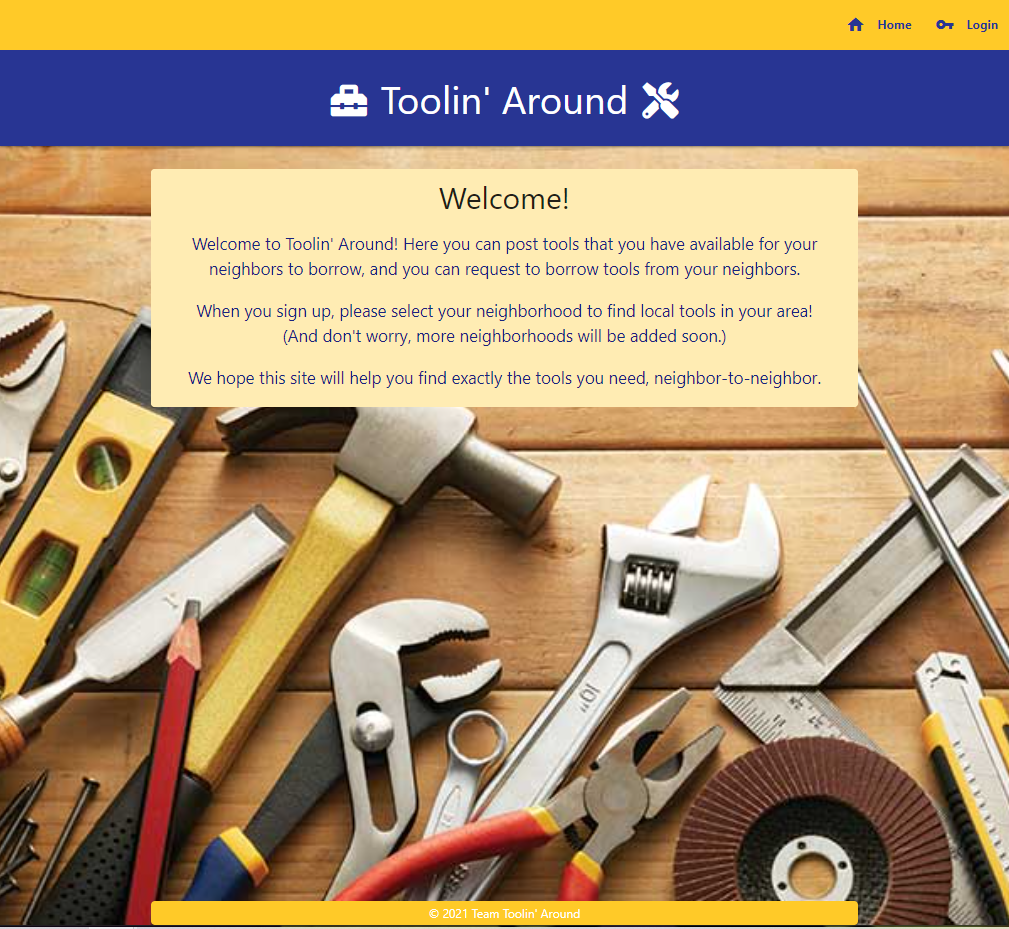 Home Login
Toolin' Around
Welcome!
Welcome to Toolin' Around! Here you can post tools that you have available for your
neighbors to borrow, and you can request to borrow tools from your neighbors.
When you sign up, please select your neighborhood to find local tools in your area!
(And don't worry, more neighborhoods will be added soon.)
We hope this site will help you find exactly the tools you need, neighbor-to-neighbor.
10"
© 2021 Team Toolin' Around